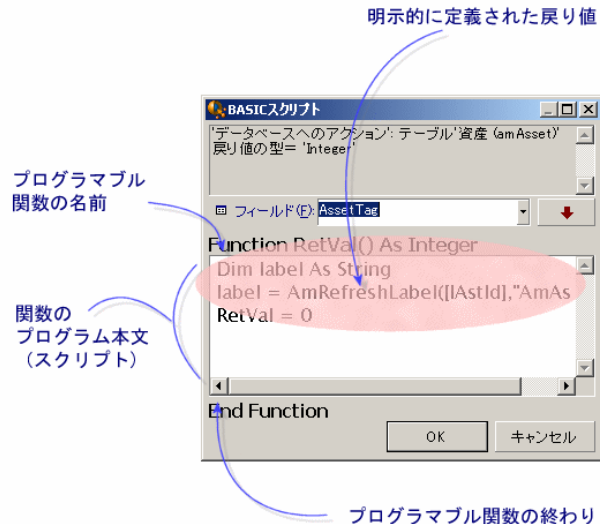 明示的に定義された戻り値
BASICスクリプト
'データベースへのアクション': テーブル'資産 (amAsset)'
戻り値の型= 'Integer'
プログラマブル
関数の名前
フィールド(F): AssetTag
Function RetVal() As Integer
Dim label As String
label = AmRefreshLabel([lAstId],"AmAs
RetVal = 0
関数の
プログラム本文
（スクリプト）
End Function
OK
キャンセル
プログラマブル関数の終わり